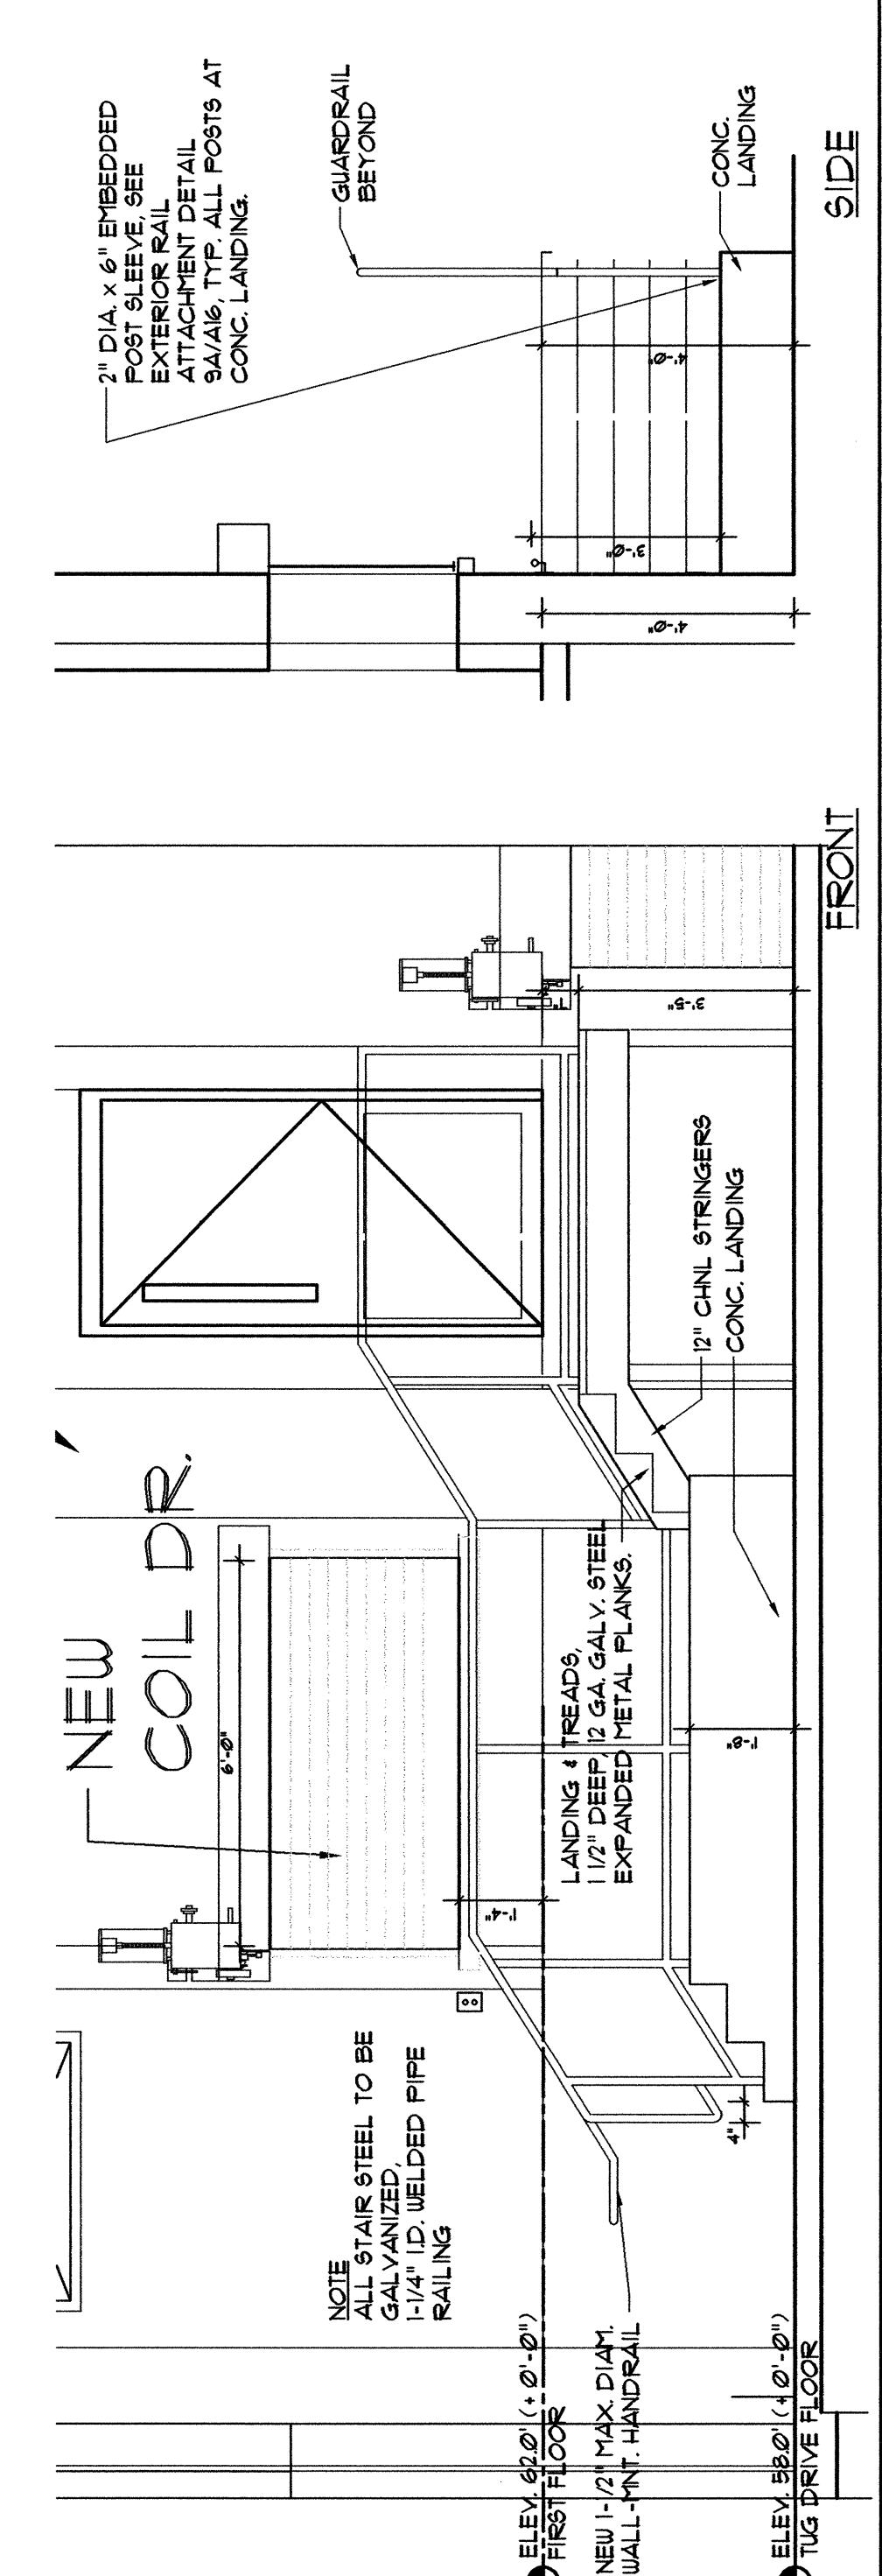 NEW
COIL DR.
6'-0"
1'-4"
NOTE
ALL STAIR STEEL TO BE
GALVANIZED,
1-1/4" I.D. WELDED PIPE
RAILING
ELEV. 62.0' (+ 0'-0")
FIRST FLOOR
NEW 1-1/2" MAX. DIAM.
WALL-MNT. HANDRAIL
ELEV. 58.0' (+ 0'-0")
TUG DRIVE FLOOR
4"
LANDING & TREADS,
1 1/2" DEEP, 12 GA. GALV. STEEL
EXPANDED METAL PLANKS.
1'-8"
12" CHNL STRINGERS
CONC. LANDING
3'-5"
FRONT
2" DIA. x 6" EMBEDDED
POST SLEEVE, SEE
EXTERIOR RAIL
ATTACHMENT DETAIL
9A/A16, TYP. ALL POSTS AT
CONC. LANDING.
GUARDRAIL
BEYOND
4'-0"
3'-0"
4'-0"
CONC.
LANDING
SIDE